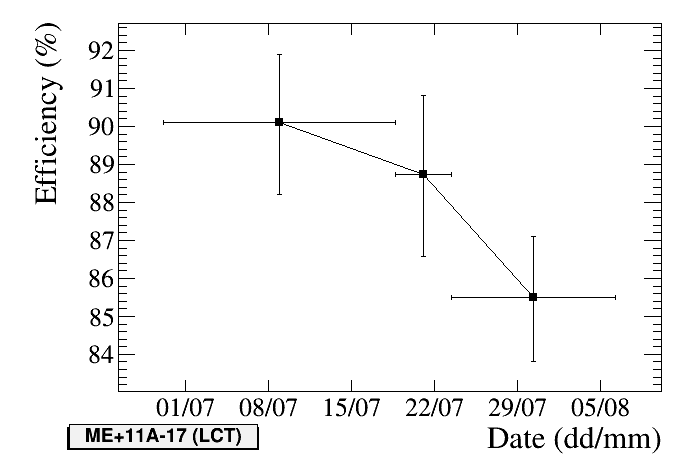 Efficiency (%)
92
91
90
89
88
87
86
85
84
01/07 08/07 15/07 22/07 29/07 05/08
ME+11A-17 (LCT)
Date (dd/mm)